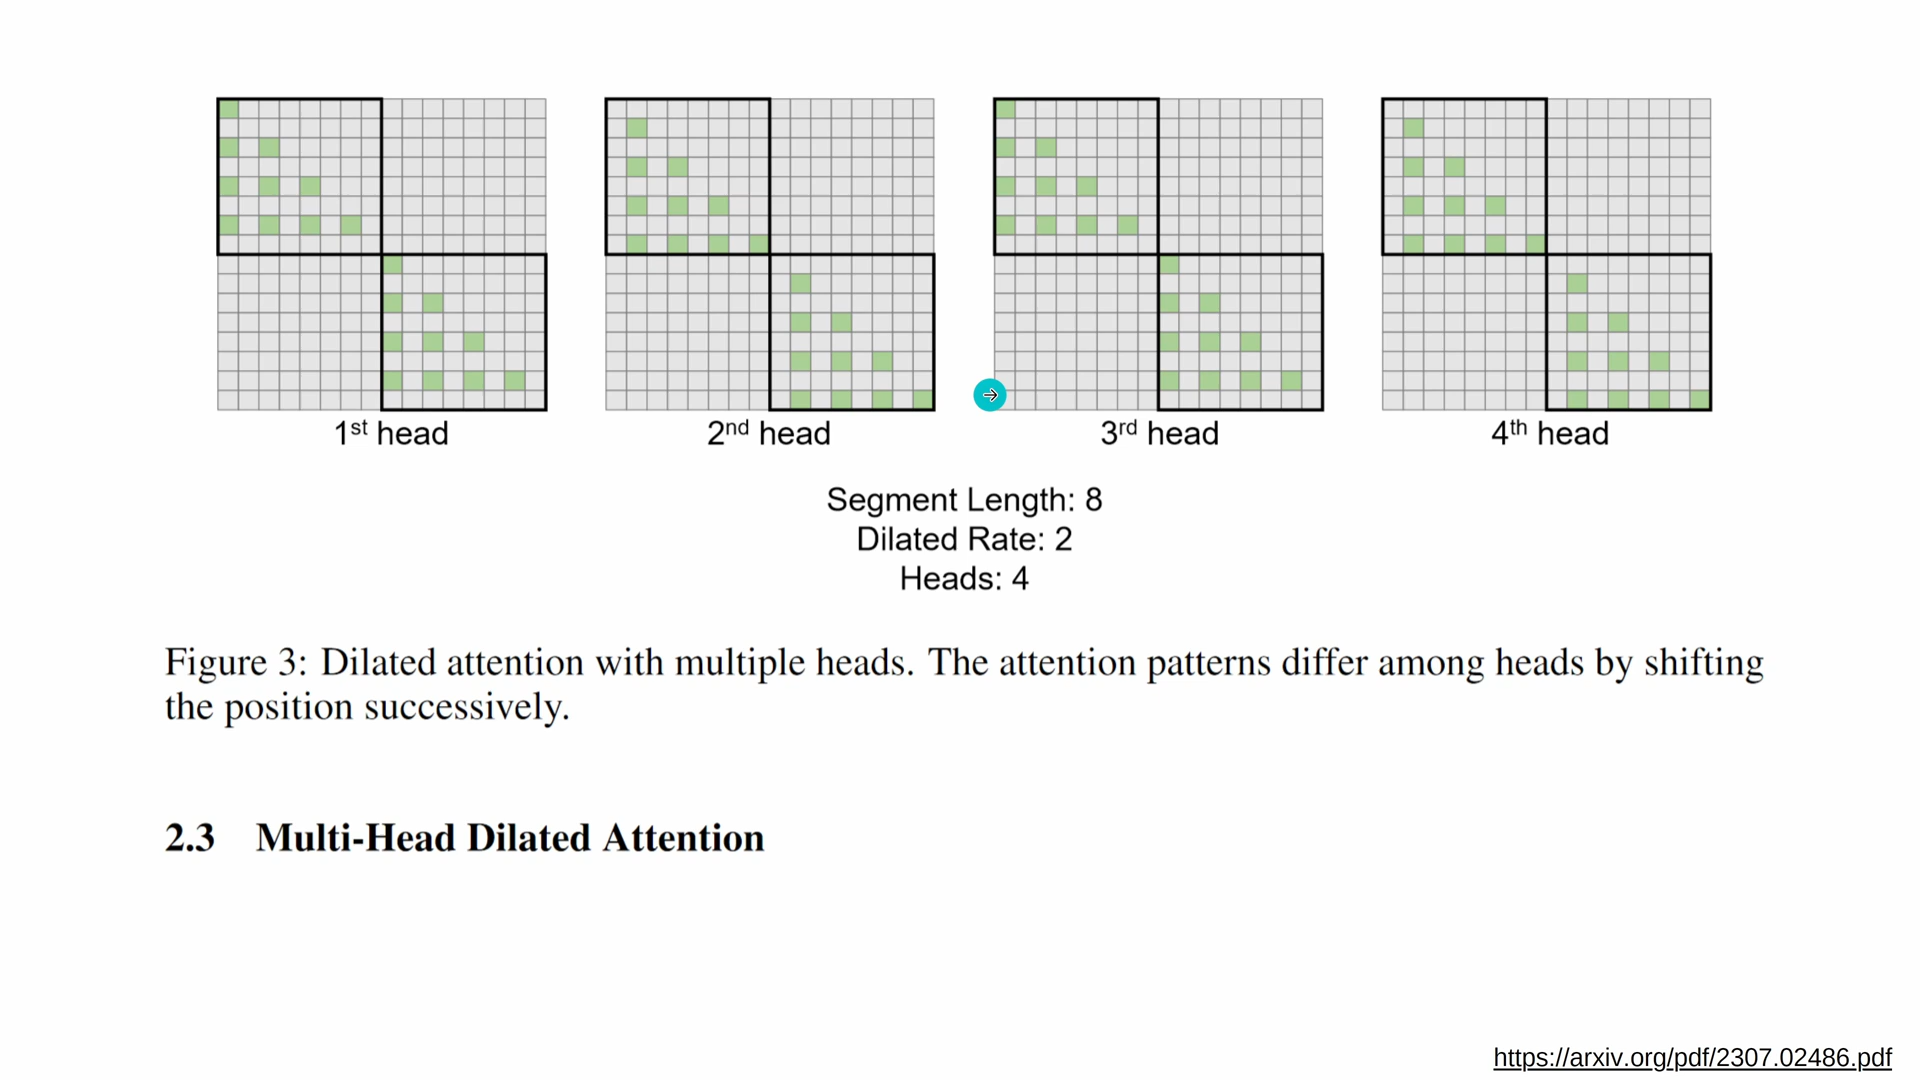 1st head
2nd head
3rd head
4th head
Segment Length: 8
Dilated Rate: 2
Heads: 4
Figure 3: Dilated attention with multiple heads. The attention patterns differ among heads by shifting
the position successively.
2.3 Multi-Head Dilated Attention
https://arxiv.org/pdf/2307.02486.pdf